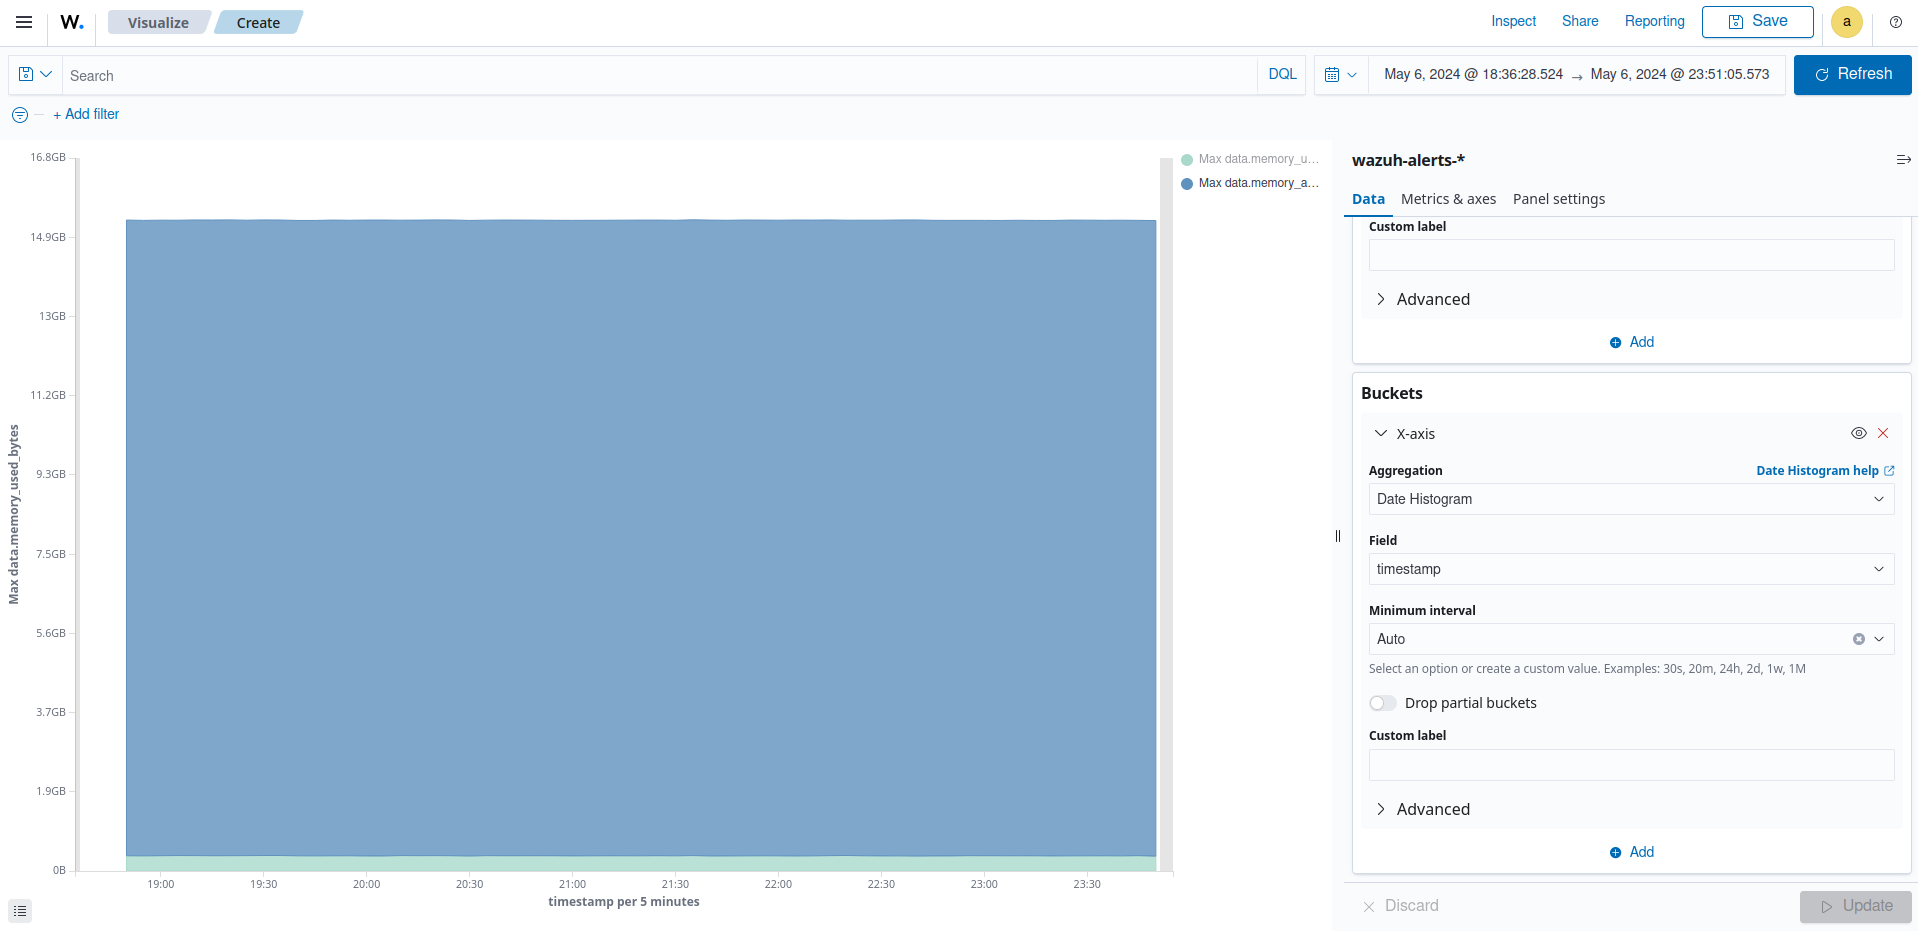 W.
Visualize
Create
Inspect
Share
Reporting
Save
a
Search
DQL
May 6, 2024 @ 18:36:28.524 → May 6, 2024 @ 23:51:05.573
Refresh
+ Add filter
Max data.memory_used_bytes
16.8GB
14.9GB
13GB
11.2GB
9.3GB
7.5GB
5.6GB
3.7GB
1.9GB
0B
19:00 19:30 20:00 20:30 21:00 21:30 22:00 22:30 23:00 23:30
timestamp per 5 minutes
Max data.memory_u...
Max data.memory_a...
wazuh-alerts-*
Data
Metrics & axes
Panel settings
Custom label
Advanced
Add
Buckets
X-axis
Aggregation
Date Histogram help
Date Histogram
Field
timestamp
Minimum interval
Auto
Select an option or create a custom value. Examples: 30s, 20m, 24h, 2d, 1w, 1M
Drop partial buckets
Custom label
Advanced
Add
Discard
Update